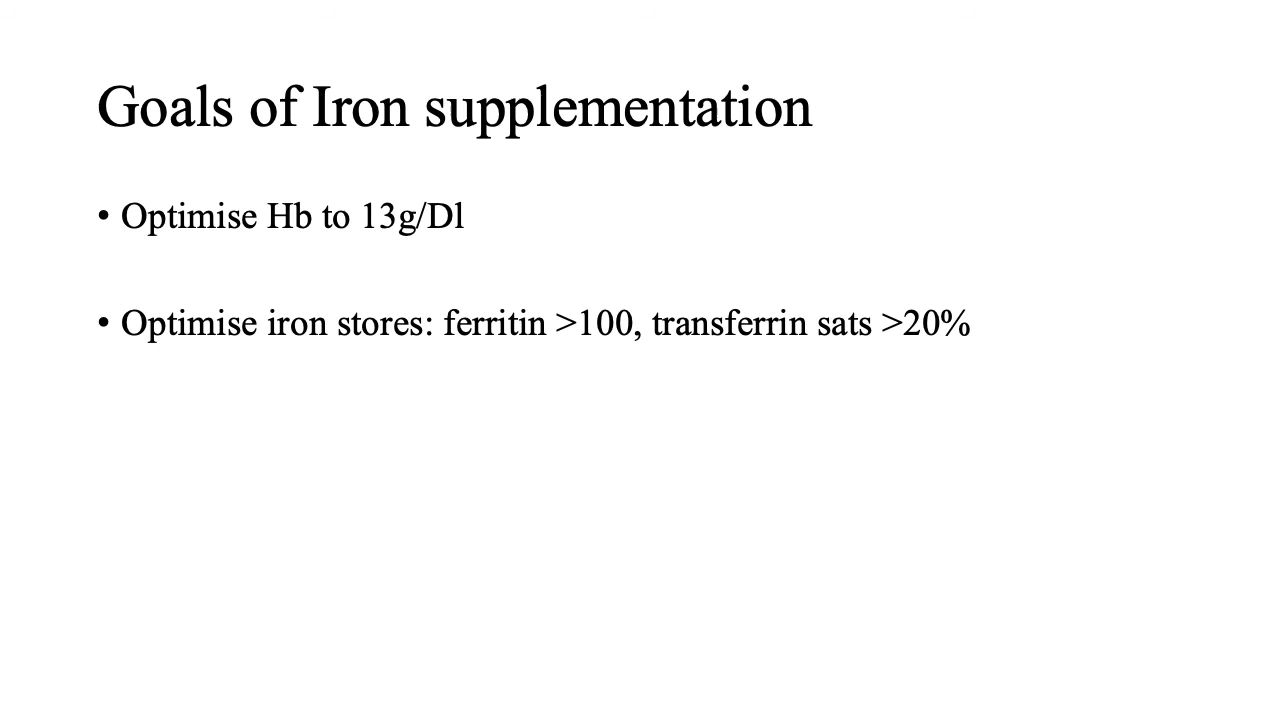 Goals of Iron supplementation
• Optimise Hb to 13g/Dl
• Optimise iron stores: ferritin >100, transferrin sats >20%